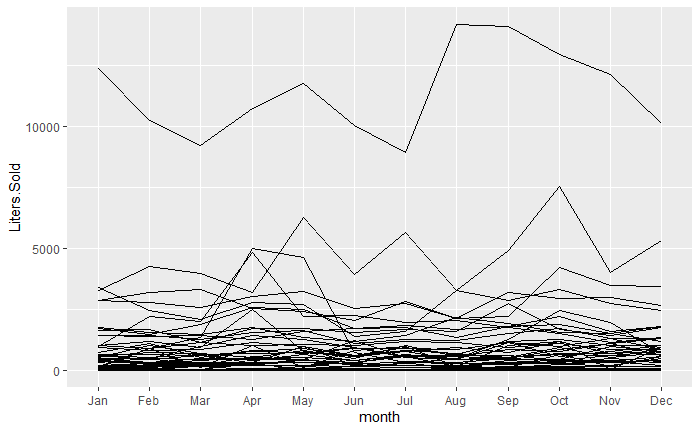 Liters.Sold
10000
5000
0
Jan Feb Mar Apr May Jun Jul Aug Sep Oct Nov Dec
month